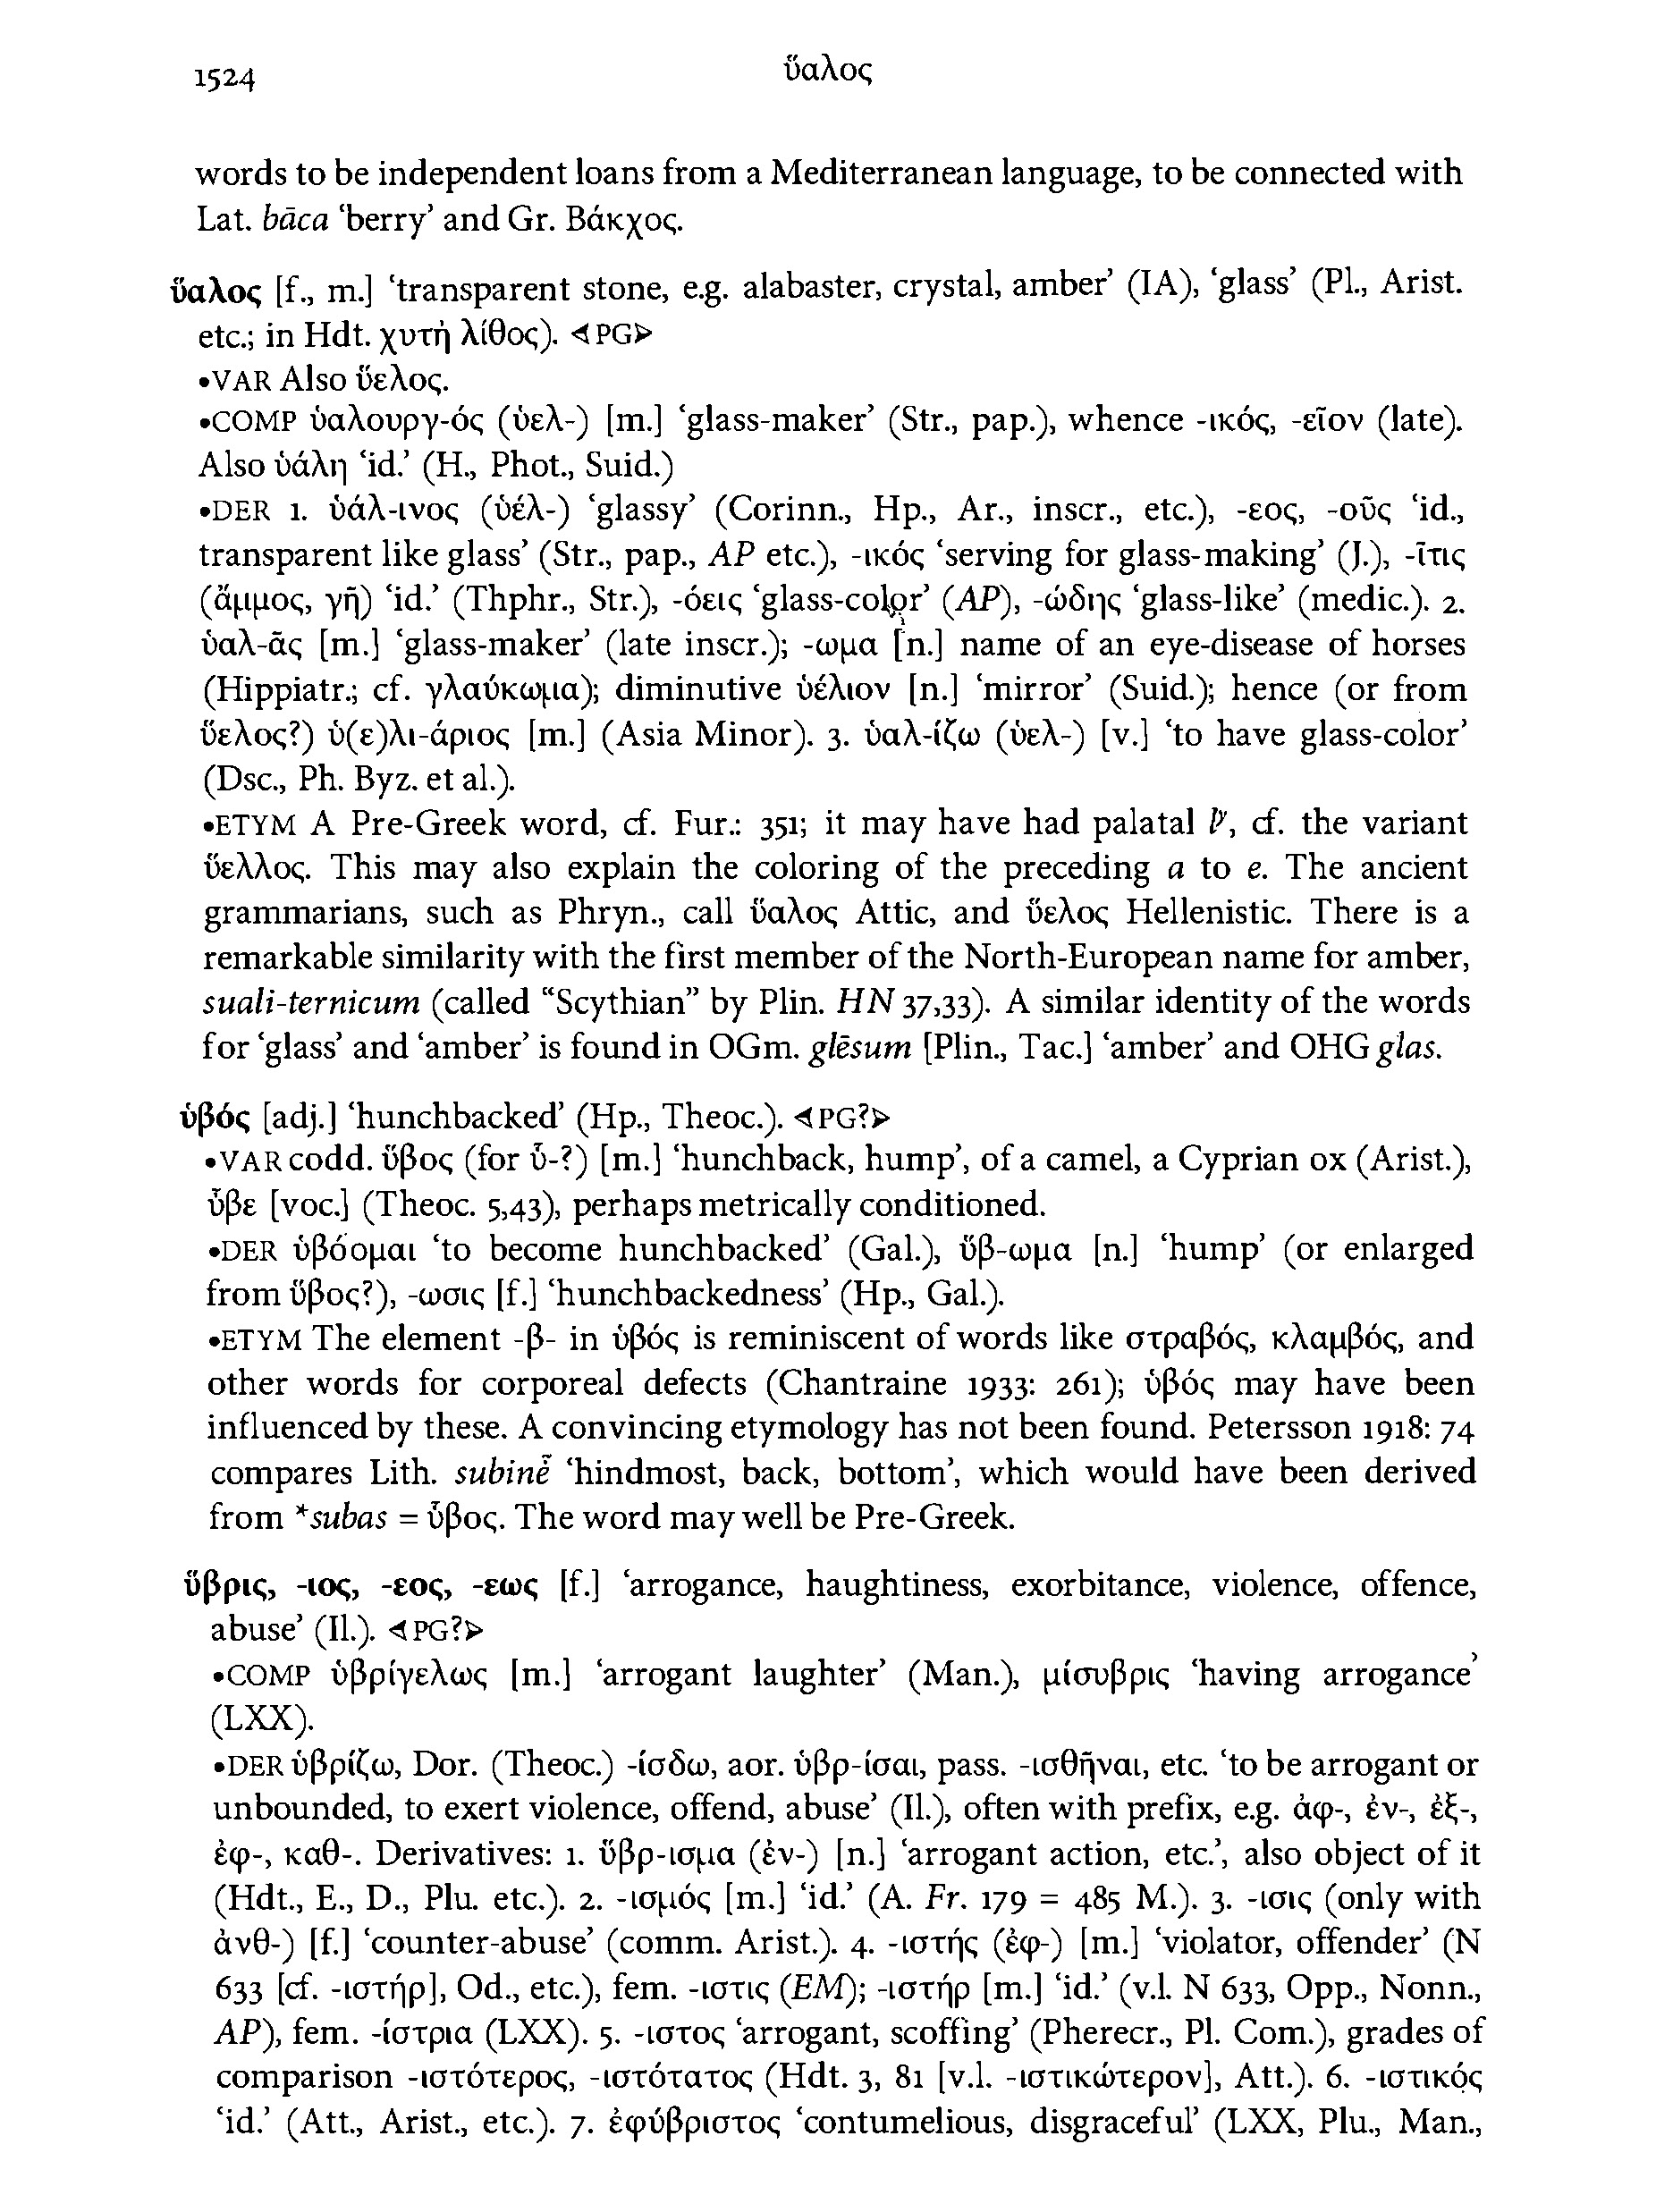 1524
ὕαλος
words to be independent loans from a Mediterranean language, to be connected with
Lat. bāca ‘berry’ and Gr. Βάκχος.
ὕαλος [f., m.] ‘transparent stone, e.g. alabaster, crystal, amber’ (IA), ‘glass’ (Pl., Arist.
etc.; in Hdt. χυτὴ λίθος). ⊲PG⊳
•VAR Also ὕελος.
•COMP ὑαλουργ-ός (ὑελ-) [m.] ‘glass-maker’ (Str., pap.), whence -ικός, -εῖον (late).
Also ὑάλη ‘id.’ (H., Phot., Suid.)
•DER 1. ὑάλ-ινος (ὑέλ-) ‘glassy’ (Corinn., Hp., Ar., inscr., etc.), -εος, -οῦς ‘id.,
transparent like glass’ (Str., pap., AP etc.), -ικός ‘serving for glass-making’ (J.), -ῖτις
(ἄμμος, γῆ) ‘id.’ (Thphr., Str.), -όεις ‘glass-color’ (AP), -ώδης ‘glass-like’ (medic.). 2.
ὑαλ-ᾶς [m.] ‘glass-maker’ (late inscr.); -ωμα [n.] name of an eye-disease of horses
(Hippiatr.; cf. γλαύκωμα); diminutive ὑέλιον [n.] ‘mirror’ (Suid.); hence (or from
ὕελος?) ὑ(ε)λι-άριος [m.] (Asia Minor). 3. ὑαλ-ίζω (ὑελ-) [v.] ‘to have glass-color’
(Dsc., Ph. Byz. et al.).
•ETYM A Pre-Greek word, cf. Fur.: 351; it may have had palatal lʸ, cf. the variant
ὕελλος. This may also explain the coloring of the preceding a to e. The ancient
grammarians, such as Phryn., call ὕαλος Attic, and ὕελος Hellenistic. There is a
remarkable similarity with the first member of the North-European name for amber,
suali-ternicum (called “Scythian” by Plin. HN 37,33). A similar identity of the words
for ‘glass’ and ‘amber’ is found in OGm. glēsum [Plin., Tac.] ‘amber’ and OHG glas.
ὑβός [adj.] ‘hunchbacked’ (Hp., Theoc.). ⊲PG?⊳
•VAR codd. ὕβος (for ὗ-?) [m.] ‘hunchback, hump’, of a camel, a Cyprian ox (Arist.),
ὗβε [voc.] (Theoc. 5,43), perhaps metrically conditioned.
•DER ὑβόομαι ‘to become hunchbacked’ (Gal.), ὕβ-ωμα [n.] ‘hump’ (or enlarged
from ὕβος?), -ωσις [f.] ‘hunchbackedness’ (Hp., Gal.).
•ETYM The element -β- in ὑβός is reminiscent of words like στραβός, κλαμβός, and
other words for corporeal defects (Chantraine 1933: 261); ὑβός may have been
influenced by these. A convincing etymology has not been found. Petersson 1918: 74
compares Lith. subinė̃ ‘hindmost, back, bottom’, which would have been derived
from *subas = ὗβος. The word may well be Pre-Greek.
ὕβρις, -ιος, -εος, -εως [f.] ‘arrogance, haughtiness, exorbitance, violence, offence,
abuse’ (Il.). ⊲PG?⊳
•COMP ὑβρίγελως [m.] ‘arrogant laughter’ (Man.), μίσυβρις ‘having arrogance’
(LXX).
•DER ὑβρίζω, Dor. (Theoc.) -ίσδω, aor. ὑβρ-ίσαι, pass. -ισθῆναι, etc. ‘to be arrogant or
unbounded, to exert violence, offend, abuse’ (Il.), often with prefix, e.g. ἀφ-, ἐν-, ἐξ-,
ἐφ-, καθ-. Derivatives: 1. ὕβρ-ισμα (ἐν-) [n.] ‘arrogant action, etc.’, also object of it
(Hdt., E., D., Plu. etc.). 2. -ισμός [m.] ‘id.’ (A. Fr. 179 = 485 M.). 3. -ισις (only with
ἀνθ-) [f.] ‘counter-abuse’ (comm. Arist.). 4. -ιστής (ἐφ-) [m.] ‘violator, offender’ (N
633 [cf. -ιστήρ], Od., etc.), fem. -ιστις (EM); -ιστήρ [m.] ‘id.’ (v.l. N 633, Opp., Nonn.,
AP), fem. -ίστρια (LXX). 5. -ιστος ‘arrogant, scoffing’ (Pherecr., Pl. Com.), grades of
comparison -ιστότερος, -ιστότατος (Hdt. 3, 81 [v.l. -ιστικώτερον], Att.). 6. -ιστικός
‘id.’ (Att., Arist., etc.). 7. ἐφύβριστος ‘contumelious, disgraceful’ (LXX, Plu., Man.,